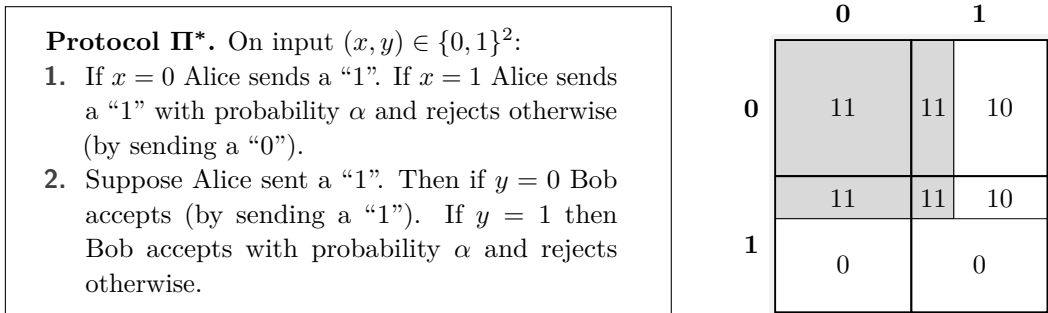 Protocol Π*. On input (x, y) ∈ {0, 1}²:
1. If x = 0 Alice sends a “1”. If x = 1 Alice sends
a “1” with probability α and rejects otherwise
(by sending a “0”).
2. Suppose Alice sent a “1”. Then if y = 0 Bob
accepts (by sending a “1”). If y = 1 then
Bob accepts with probability α and rejects
otherwise.
0 1
0 11 11 10
11 11 10
1
0 0